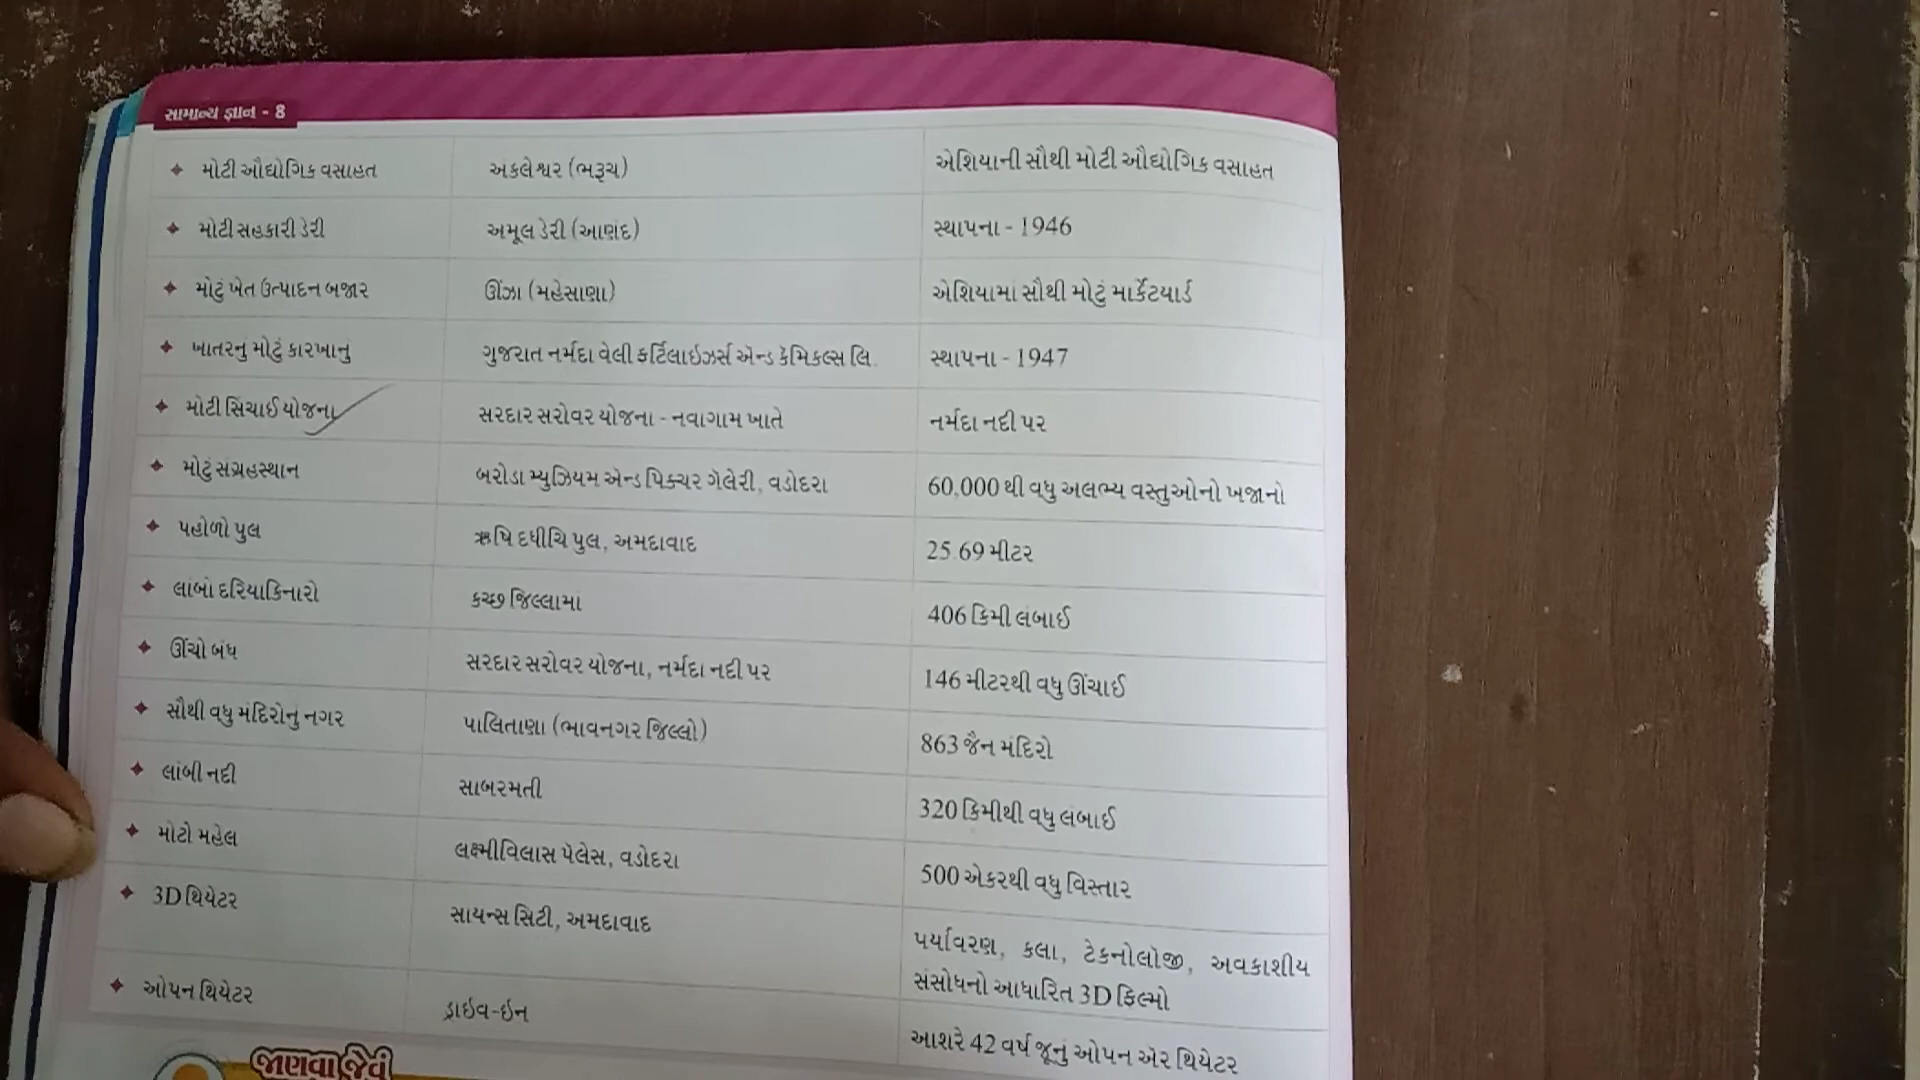 સામાન્ય જ્ઞાન - 8
મોટી ઔદ્યોગિક વસાહત અંકલેશ્વર (ભરૂચ) એશિયાની સૌથી મોટી ઔદ્યોગિક વસાહત
મોટી સહકારી ડેરી અમૂલ ડેરી (આણંદ) સ્થાપના - 1946
મોટું ખેત ઉત્પાદન બજાર ઊંઝા (મહેસાણા) એશિયામાં સૌથી મોટું માર્કેટયાર્ડ
ખાતરનું મોટું કારખાનું ગુજરાત નર્મદા વેલી ફર્ટિલાઇઝર્સ ઍન્ડ કૅમિકલ્સ લિ. સ્થાપના - 1947
મોટી સિંચાઈ યોજના સરદાર સરોવર યોજના - નવાગામ ખાતે નર્મદા નદી પર
મોટું સંગ્રહસ્થાન બરોડા મ્યુઝિયમ ઍન્ડ પિક્ચર ગૅલેરી, વડોદરા 60,000 થી વધુ અલભ્ય વસ્તુઓનો ખજાનો
પહોળો પુલ ઋષિ દધીચિ પુલ, અમદાવાદ 25.69 મીટર
લાંબો દરિયાકિનારો કચ્છ જિલ્લામાં 406 કિમી લંબાઈ
ઊંચો બંધ સરદાર સરોવર યોજના, નર્મદા નદી પર 146 મીટરથી વધુ ઊંચાઈ
સૌથી વધુ મંદિરોનું નગર પાલિતાણા (ભાવનગર જિલ્લો) 863 જૈન મંદિરો
લાંબી નદી સાબરમતી 320 કિમીથી વધુ લંબાઈ
મોટો મહેલ લક્ષ્મીવિલાસ પૅલેસ, વડોદરા 500 એકરથી વધુ વિસ્તાર
3D થિયેટર સાયન્સ સિટી, અમદાવાદ પર્યાવરણ, કલા, ટેકનોલૉજી, અવકાશીય
સંસોધનો આધારિત 3D ફિલ્મો
ઓપન થિયેટર ડ્રાઇવ-ઇન આશરે 42 વર્ષ જૂનું ઓપન ઍર થિયેટર
જાણવા જેવી